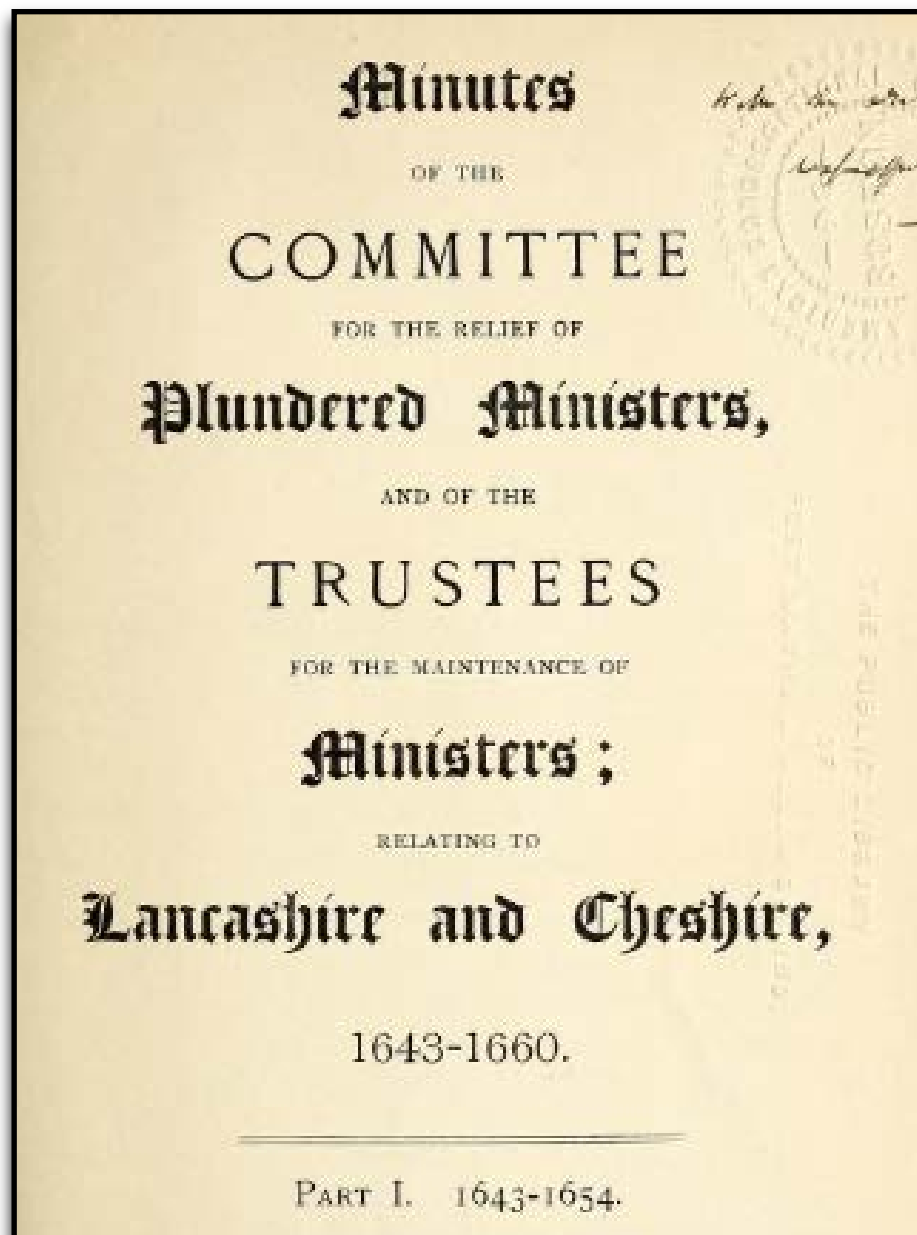 Minutes
OF THE
COMMITTEE
FOR THE RELIEF OF
Plundered Ministers,
AND OF THE
TRUSTEES
FOR THE MAINTENANCE OF
Ministers;
RELATING TO
Lancashire and Cheshire,
1643-1660.
PART I. 1643-1654.